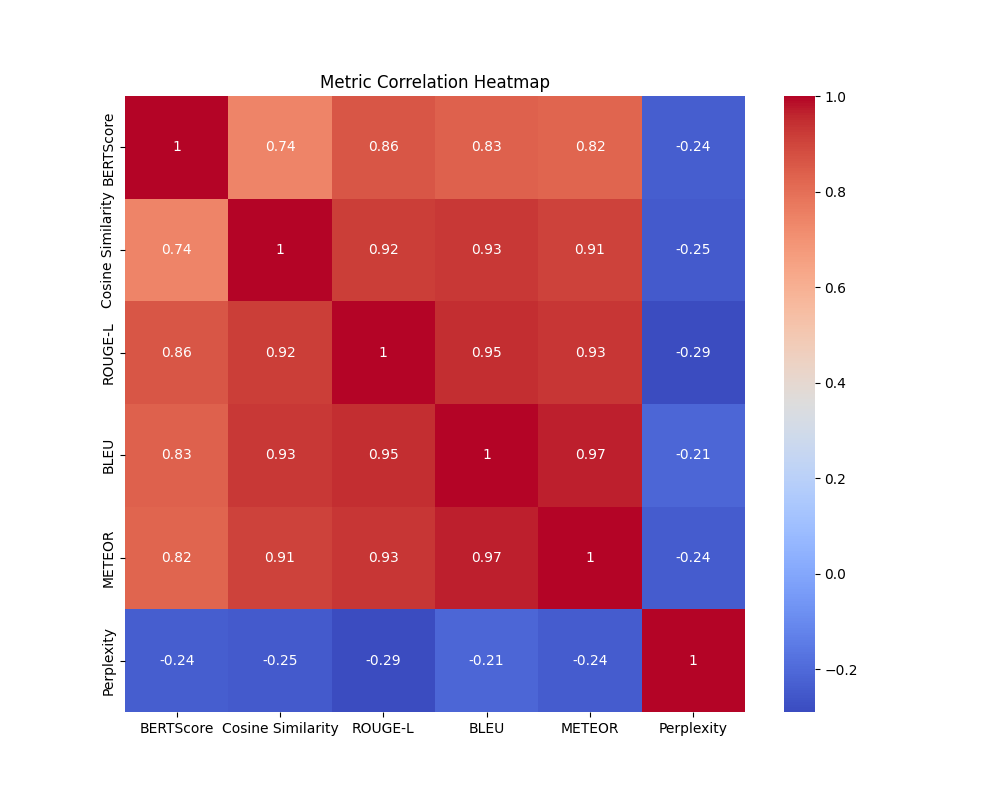 Metric Correlation Heatmap
BERTScore 1 0.74 0.86 0.83 0.82 -0.24
Cosine Similarity 0.74 1 0.92 0.93 0.91 -0.25
ROUGE-L 0.86 0.92 1 0.95 0.93 -0.29
BLEU 0.83 0.93 0.95 1 0.97 -0.21
METEOR 0.82 0.91 0.93 0.97 1 -0.24
Perplexity -0.24 -0.25 -0.29 -0.21 -0.24 1
BERTScore Cosine Similarity ROUGE-L BLEU METEOR Perplexity
1.0
0.8
0.6
0.4
0.2
0.0
−0.2